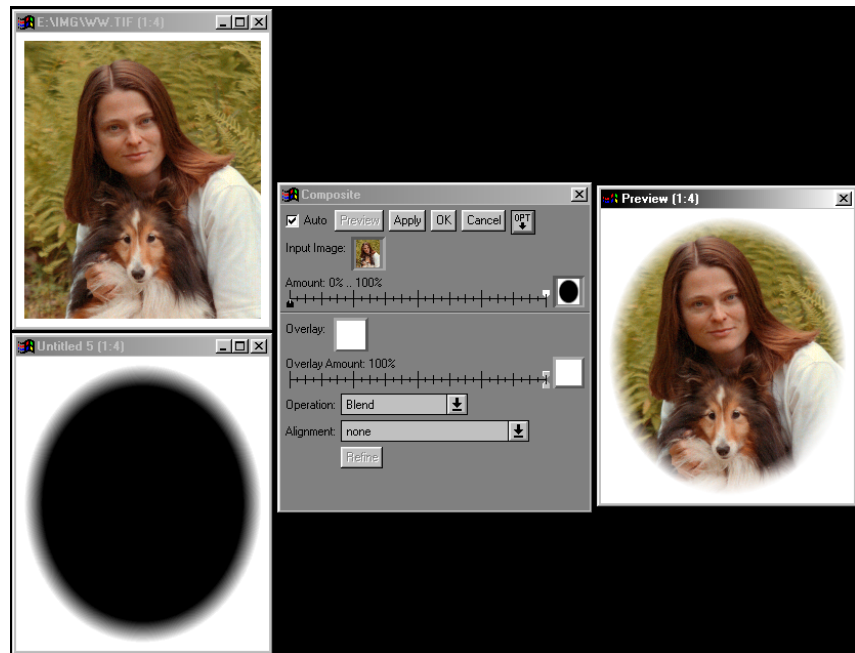 E:\IMG\WW.TIF (1:4)
Untitled 5 (1:4)
Composite
Auto Preview Apply OK Cancel OPT
Input Image:
Amount: 0% .. 100%
Overlay:
Overlay Amount: 100%
Operation: Blend
Alignment: none
Refine
Preview (1:4)